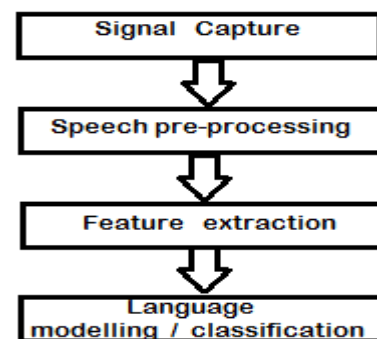 Signal Capture
Speech pre-processing
Feature extraction
Language
modelling / classification